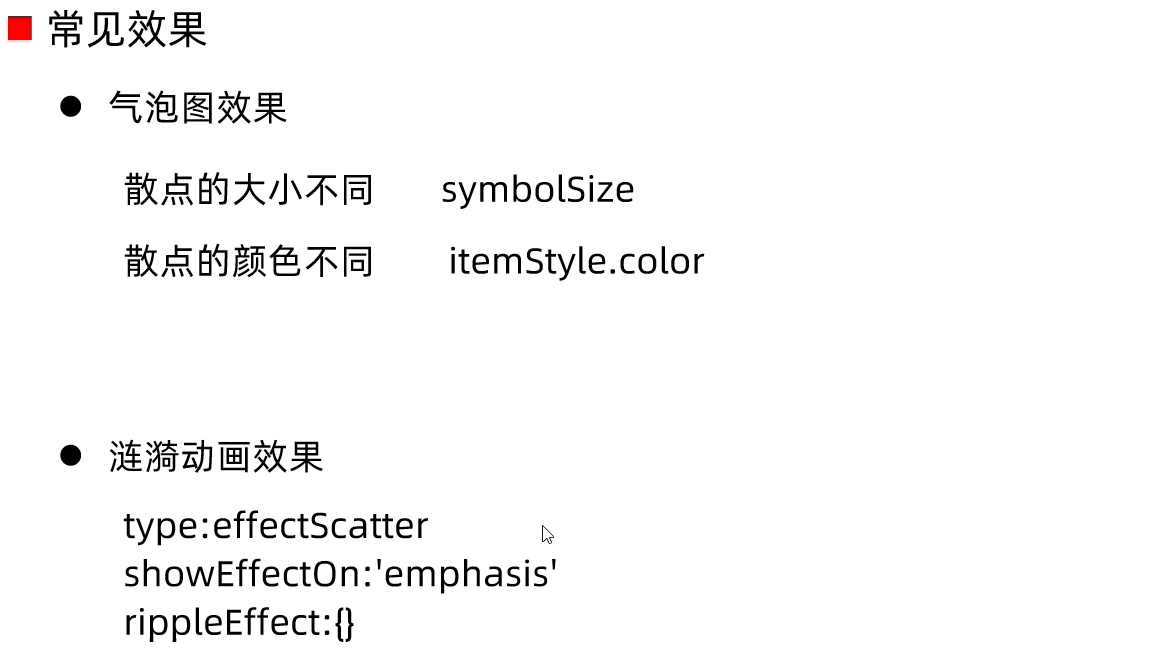 常见效果
气泡图效果
散点的大小不同 symbolSize
散点的颜色不同 itemStyle.color
涟漪动画效果
type:effectScatter
showEffectOn:'emphasis'
rippleEffect:{}